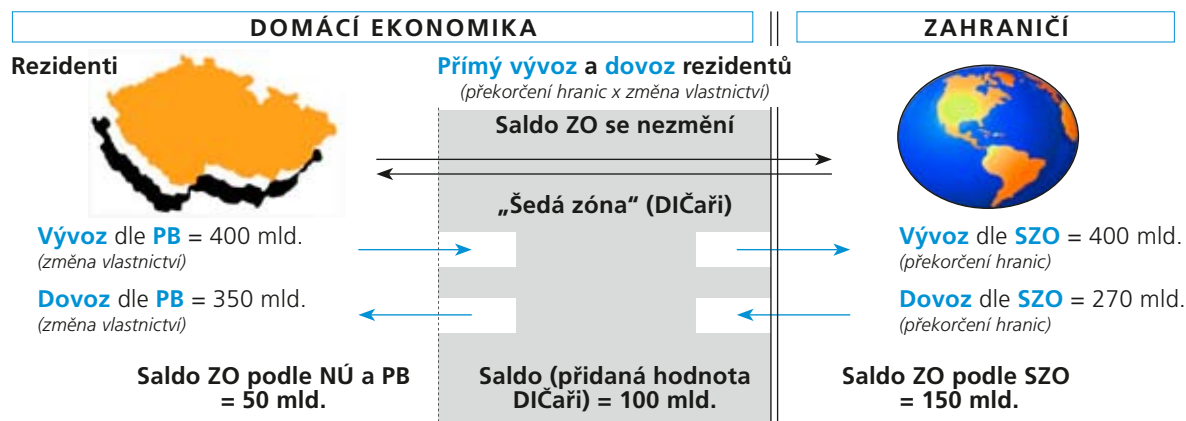 DOMÁCÍ EKONOMIKA
ZAHRANIČÍ
Rezidenti
Přímý vývoz a dovoz rezidentů
(překorčení hranic x změna vlastnictví)
Saldo ZO se nezmění
„Šedá zóna“ (DIČaři)
Vývoz dle PB = 400 mld.
(změna vlastnictví)
Vývoz dle SZO = 400 mld.
(překorčení hranic)
Dovoz dle PB = 350 mld.
(změna vlastnictví)
Dovoz dle SZO = 270 mld.
(překorčení hranic)
Saldo ZO podle NÚ a PB
= 50 mld.
Saldo (přidaná hodnota
DIČaři) = 100 mld.
Saldo ZO podle SZO
= 150 mld.